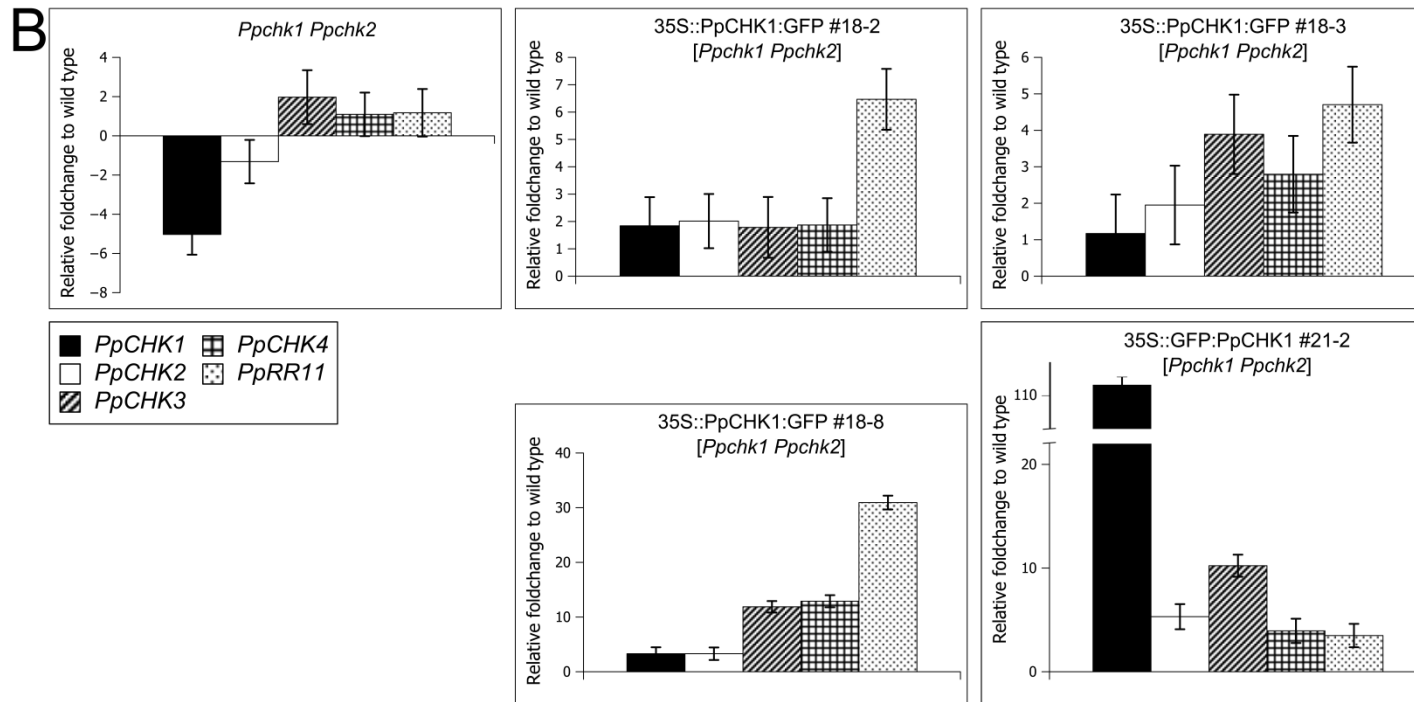 B
Ppchk1 Ppchk2
Relative foldchange to wild type
4
2
0
−2
−4
−6
−8
35S::PpCHK1:GFP #18-2
[Ppchk1 Ppchk2]
Relative foldchange to wild type
8
7
6
5
4
3
2
1
0
35S::PpCHK1:GFP #18-3
[Ppchk1 Ppchk2]
Relative foldchange to wild type
6
5
4
3
2
1
0
PpCHK1
PpCHK2
PpCHK3
PpCHK4
PpRR11
35S::PpCHK1:GFP #18-8
[Ppchk1 Ppchk2]
Relative foldchange to wild type
40
30
20
10
0
35S::GFP:PpCHK1 #21-2
[Ppchk1 Ppchk2]
Relative foldchange to wild type
110
20
10
0